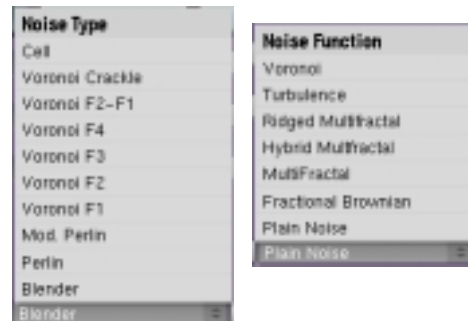 Noise Type
Cell
Voronoi Crackle
Voronoi F2-F1
Voronoi F4
Voronoi F3
Voronoi F2
Voronoi F1
Mod. Perlin
Perlin
Blender
Blender
Noise Function
Voronoi
Turbulence
Ridged Multifractal
Hybrid Multfractal
MultiFractal
Fractional Brownian
Plain Noise
Plain Noise